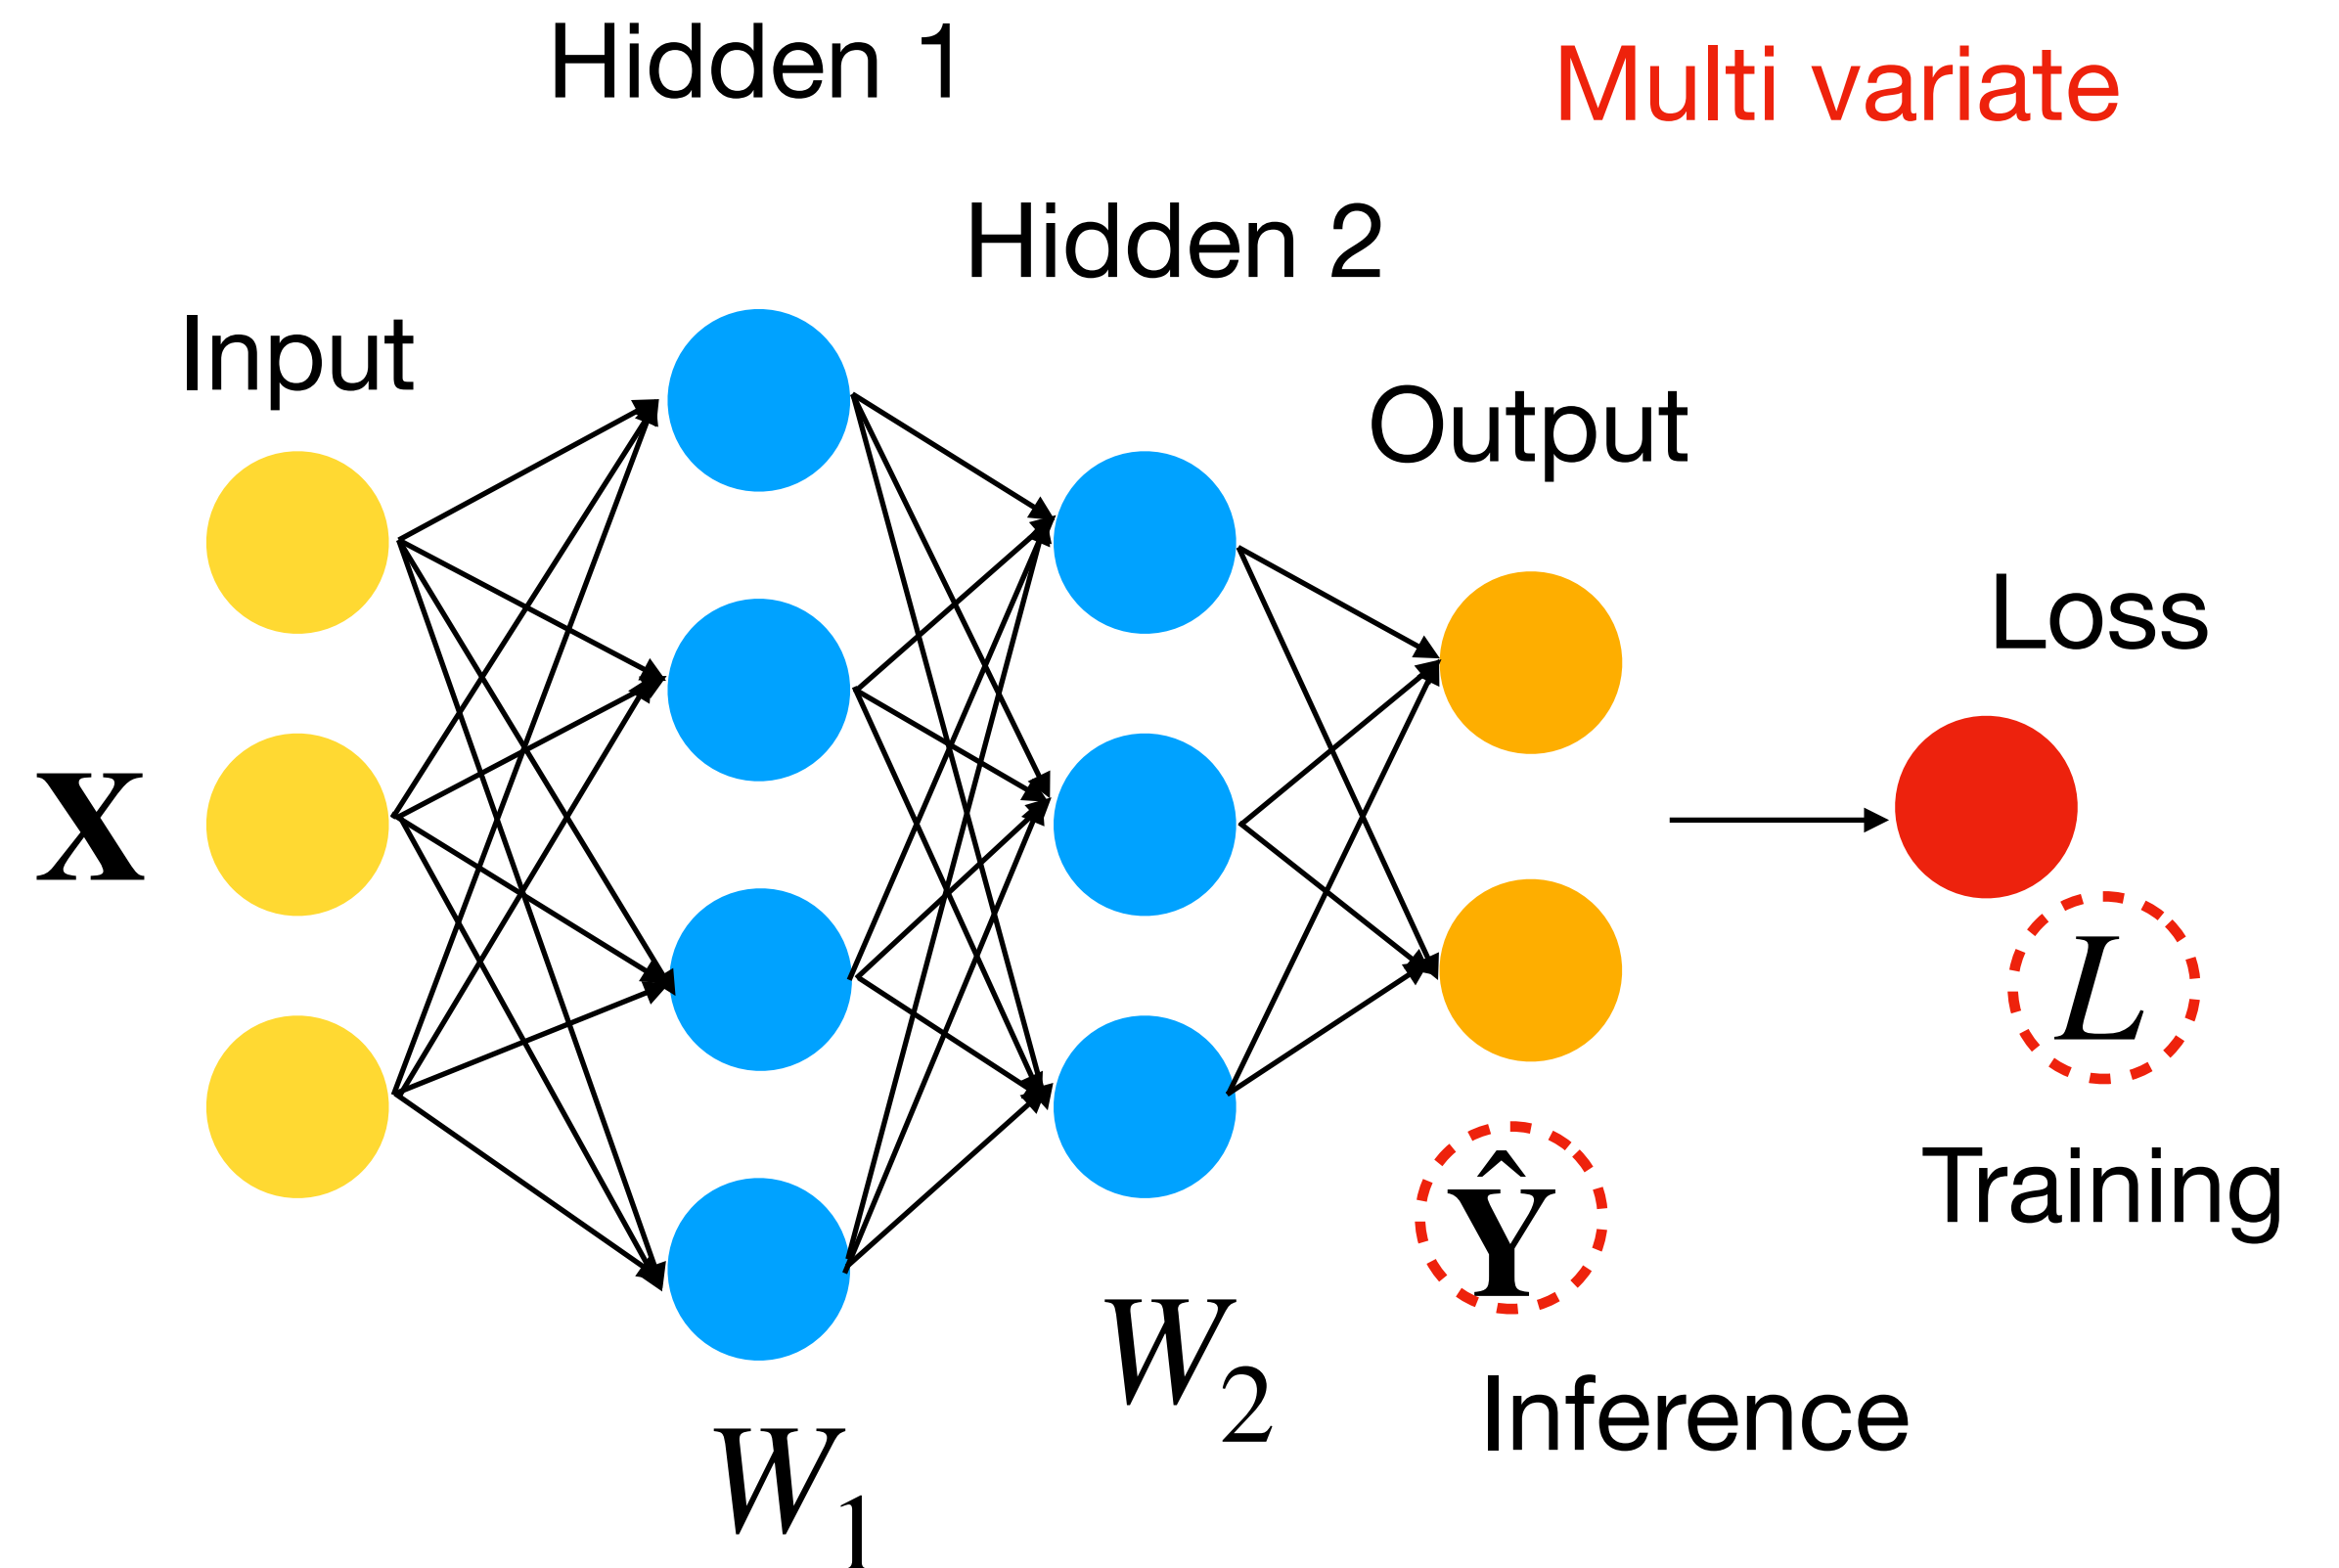 Hidden 1
Multi variate
Hidden 2
Input
Output
Loss
X
L
Ŷ
Training
W₂
Inference
W₁